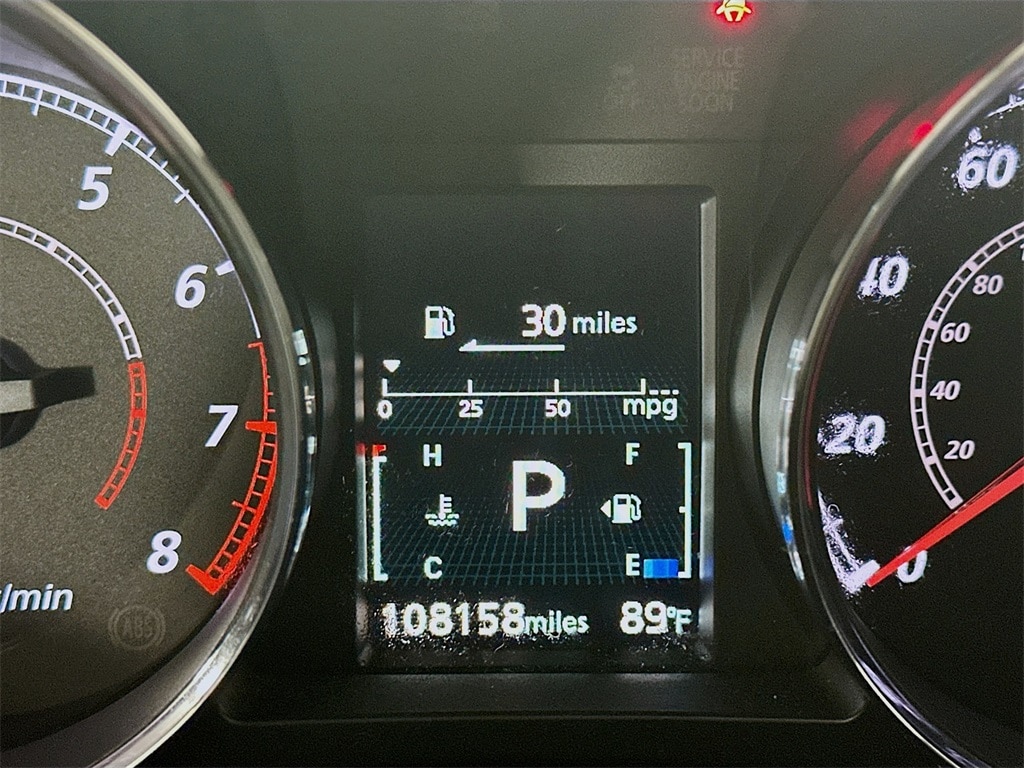 SERVICE
ENGINE
SOON
OFF
5
6
7
8
r/min
ABS
30 miles
0 25 50 mpg
H F
P
C E
108158miles 89°F
60
40
20
0
80
60
40
20